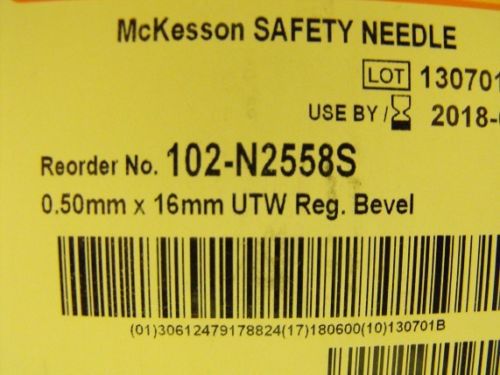 McKesson SAFETY NEEDLE
LOT 130701
USE BY / 2018-
Reorder No. 102-N2558S
0.50mm x 16mm UTW Reg. Bevel
(01)30612479178824(17)180600(10)130701B